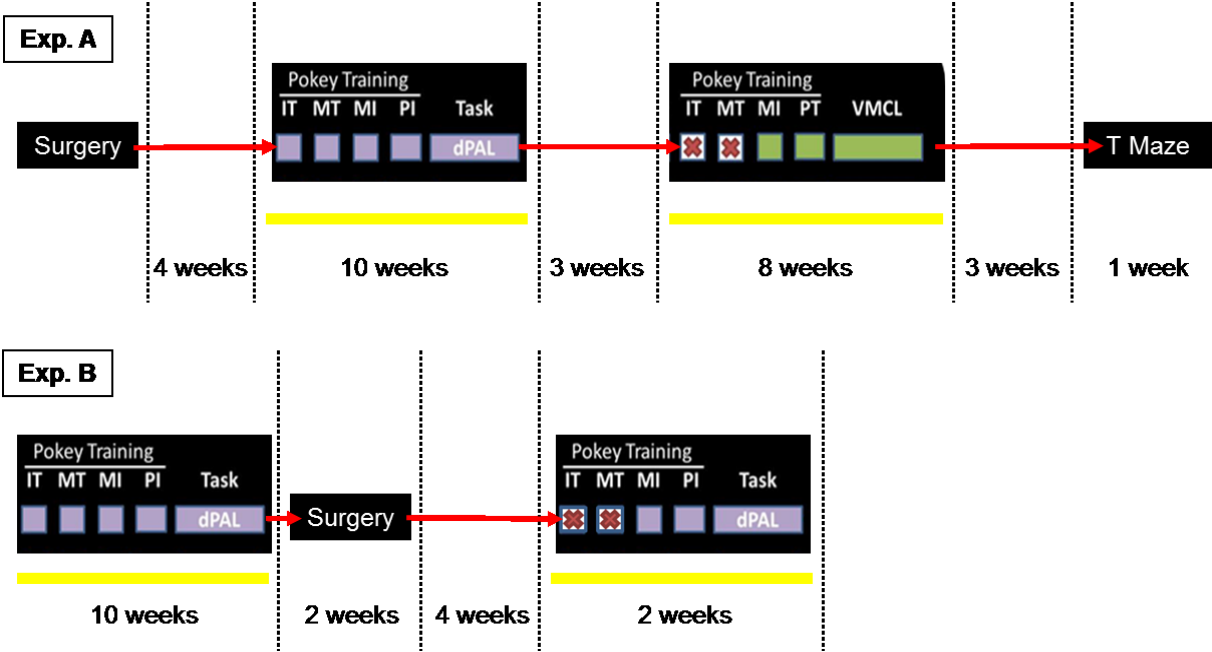 Exp. A
Pokey Training
IT MT MI PI Task
Surgery
dPAL
Pokey Training
IT MT MI PT VMCL
T Maze
4 weeks 10 weeks 3 weeks 8 weeks 3 weeks 1 week
Exp. B
Pokey Training
IT MT MI PI Task
dPAL
Surgery
Pokey Training
IT MT MI PI Task
dPAL
10 weeks 2 weeks 4 weeks 2 weeks